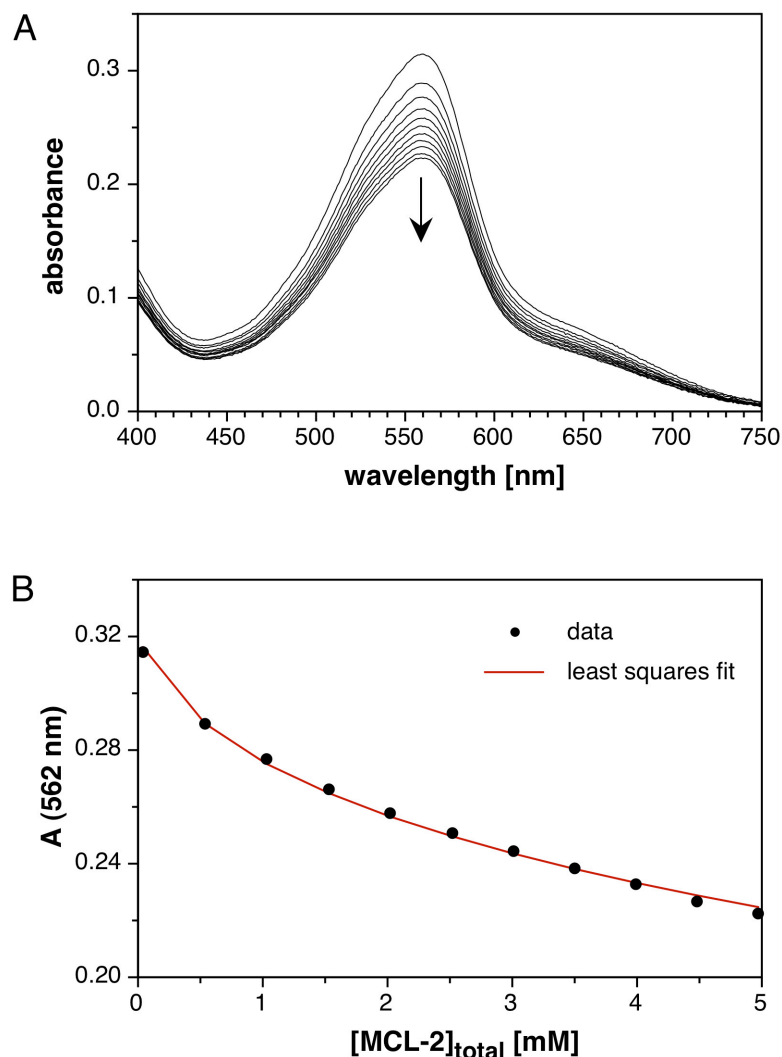 A
0.3
0.2
0.1
0.0
absorbance
400 450 500 550 600 650 700 750
wavelength [nm]
B
0.32
0.28
0.24
0.20
A (562 nm)
data
least squares fit
0 1 2 3 4 5
[MCL-2]total [mM]